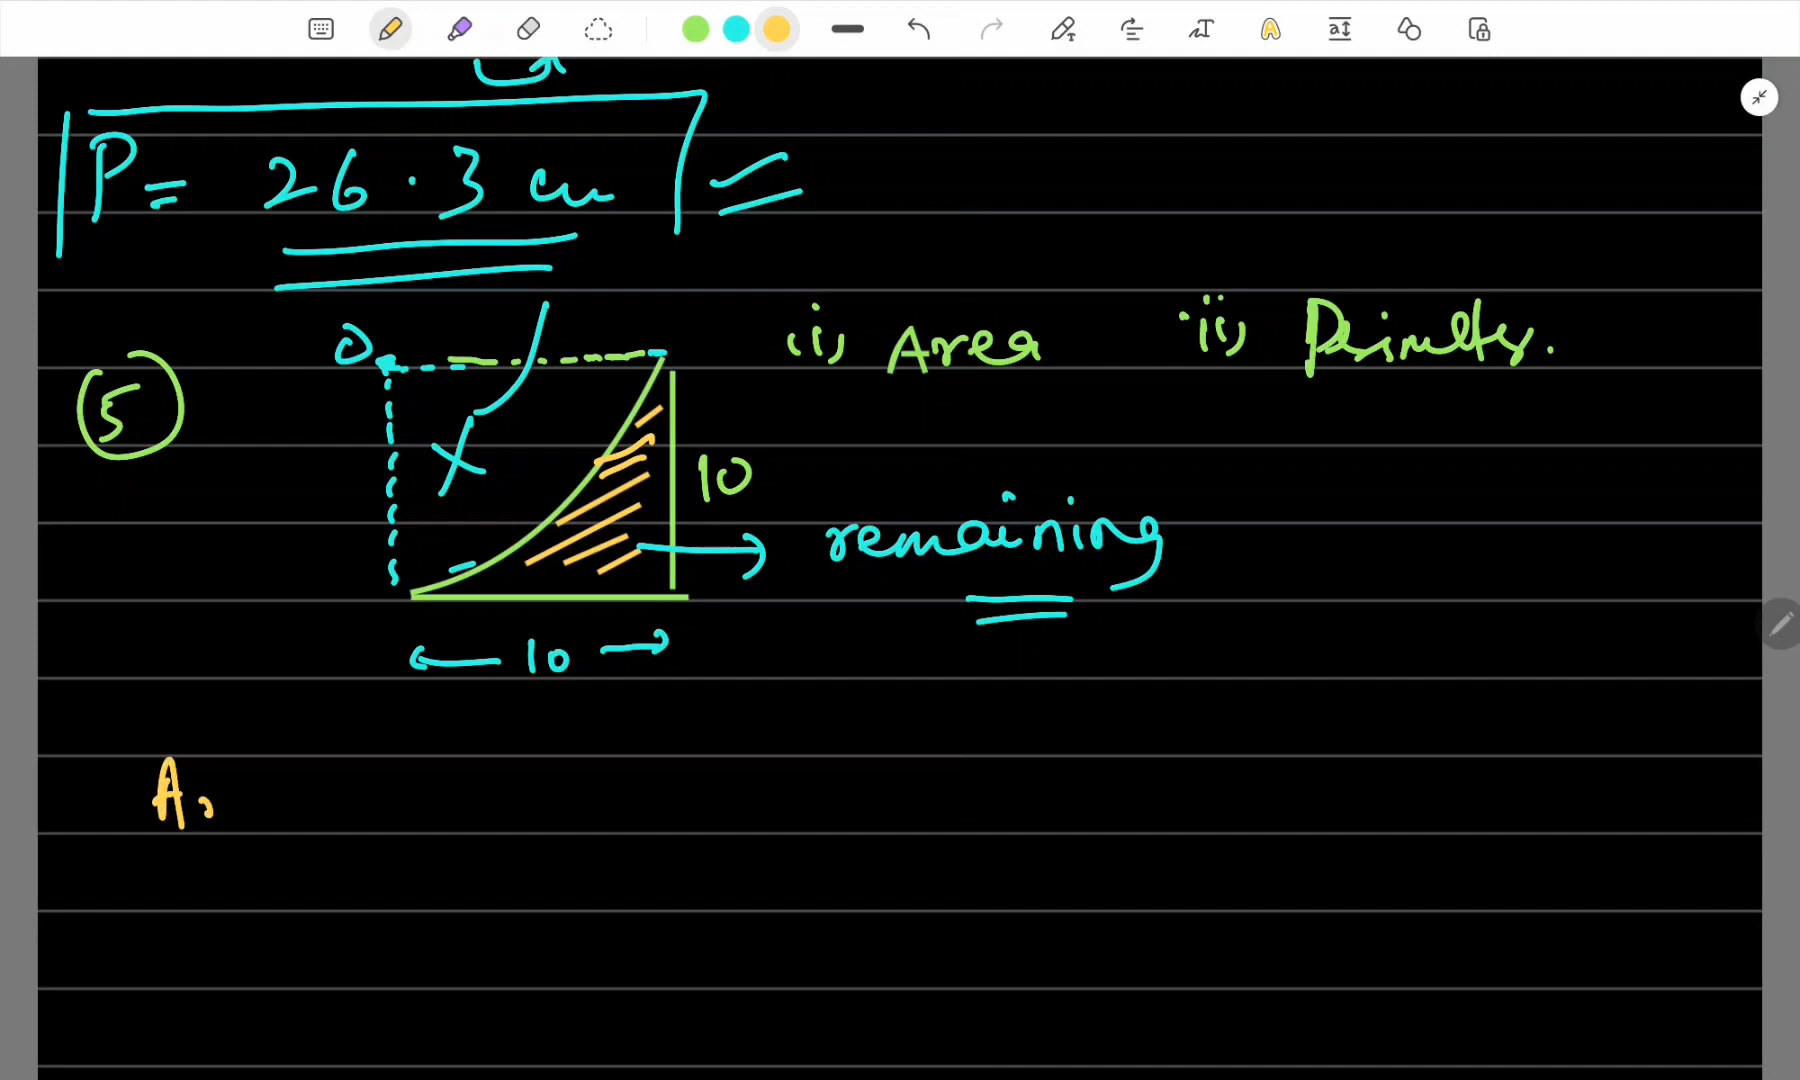 P = 26.3 cm
5
O
i) Area ii) Perimeter.
X
10
remaining
10
A